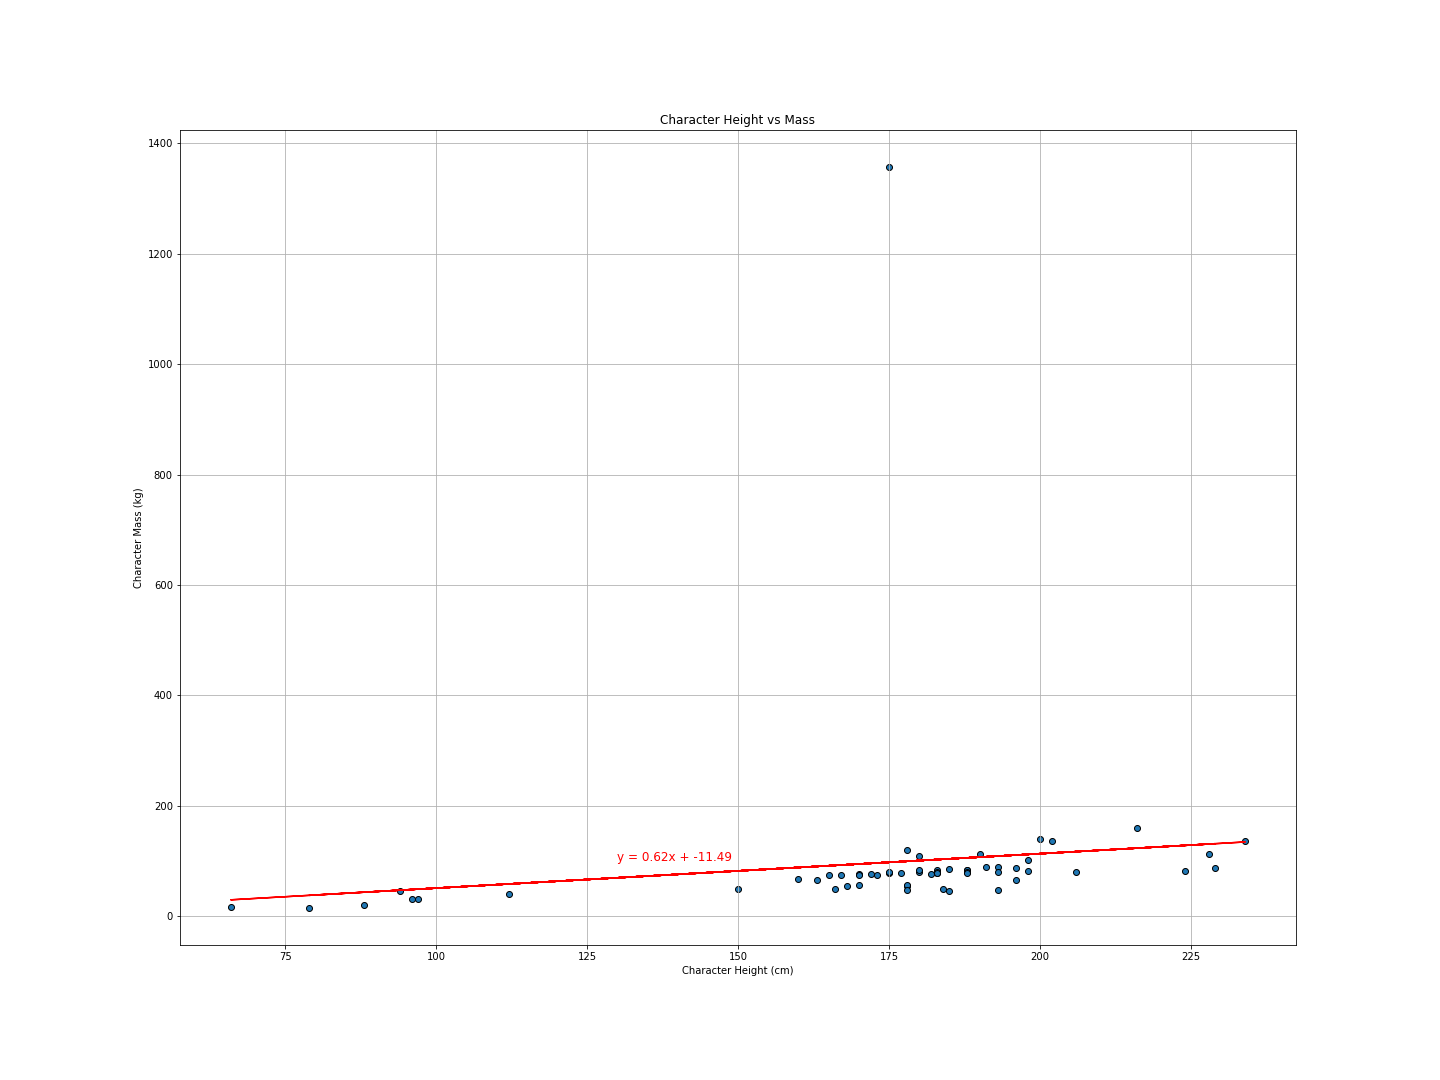 Character Height vs Mass
1400
1200
1000
800
600
400
200
0
Character Mass (kg)
y = 0.62x + -11.49
75 100 125 150 175 200 225
Character Height (cm)